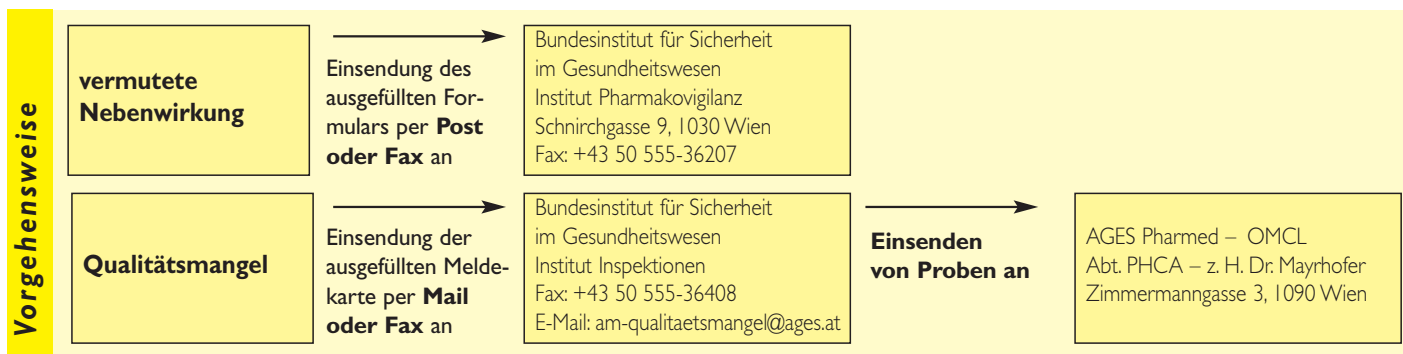 Vorgehensweise
vermutete
Nebenwirkung
Einsendung des
ausgefüllten For-
mulars per Post
oder Fax an
Bundesinstitut für Sicherheit
im Gesundheitswesen
Institut Pharmakovigilanz
Schnirchgasse 9, 1030 Wien
Fax: +43 50 555-36207
Qualitätsmangel
Einsendung der
ausgefüllten Melde-
karte per Mail
oder Fax an
Bundesinstitut für Sicherheit
im Gesundheitswesen
Institut Inspektionen
Fax: +43 50 555-36408
E-Mail: am-qualitaetsmangel@ages.at
Einsenden
von Proben an
AGES Pharmed – OMCL
Abt. PHCA – z. H. Dr. Mayrhofer
Zimmermanngasse 3, 1090 Wien